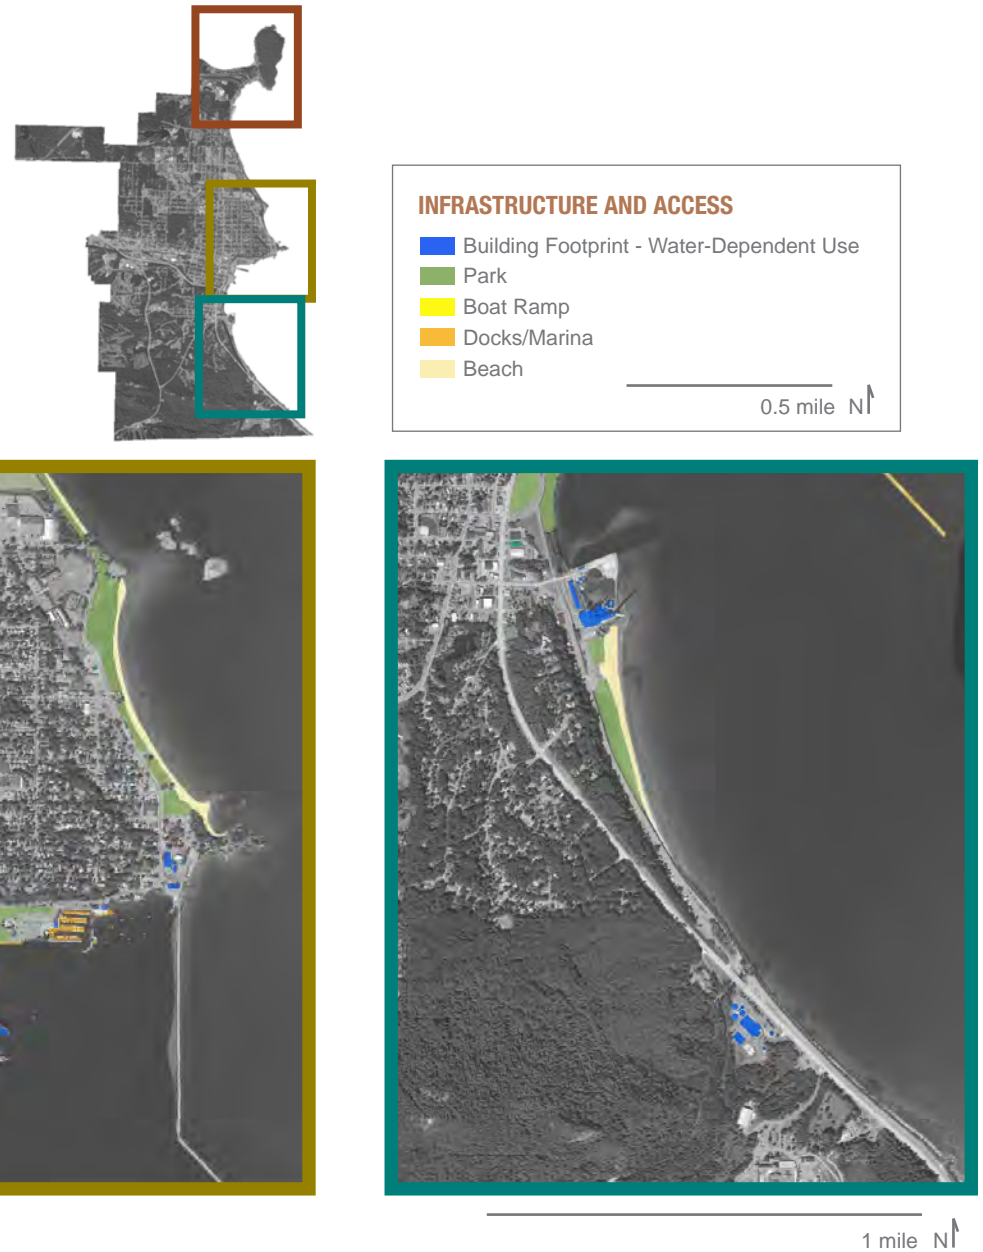 INFRASTRUCTURE AND ACCESS
Building Footprint - Water-Dependent Use
Park
Boat Ramp
Docks/Marina
Beach
0.5 mile N
1 mile N